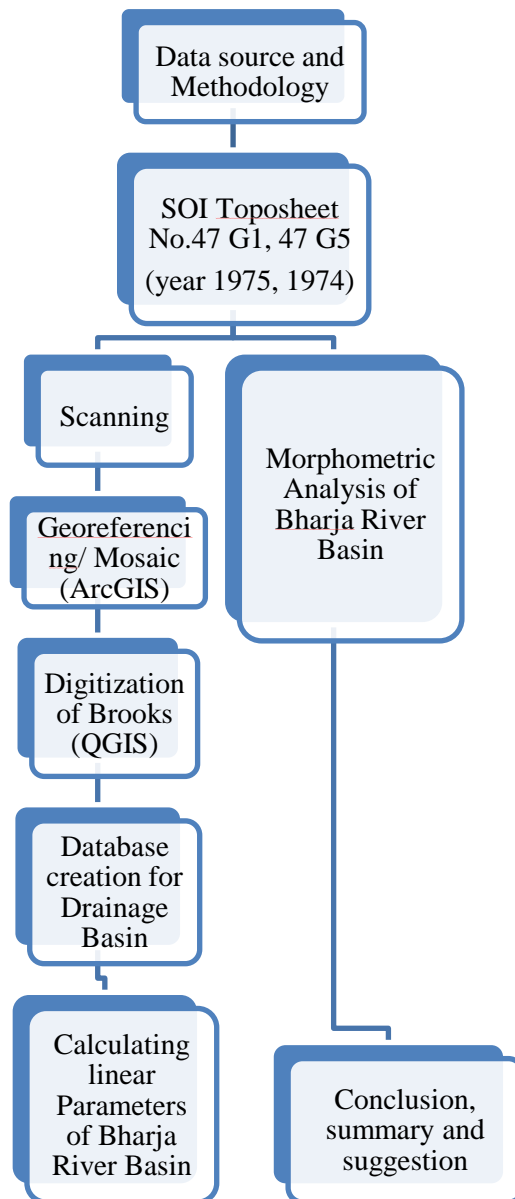 Data source and
Methodology
SOI Toposheet
No.47 G1, 47 G5
(year 1975, 1974)
Scanning
Georeferenci
ng/ Mosaic
(ArcGIS)
Digitization
of Brooks
(QGIS)
Database
creation for
Drainage
Basin
Calculating
linear
Parameters
of Bharja
River Basin
Morphometric
Analysis of
Bharja River
Basin
Conclusion,
summary and
suggestion